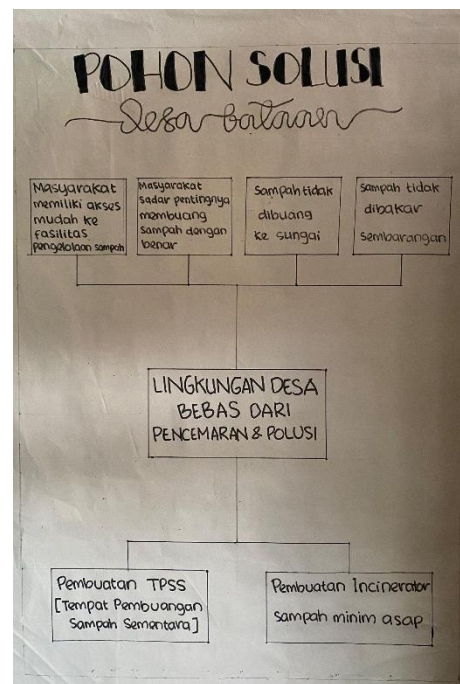 POHON SOLUSI
Desa Bataan
Masyarakat
memiliki akses
mudah ke
fasilitas
pengelolaan sampah
Masyarakat
sadar pentingnya
membuang
sampah dengan
benar
Sampah tidak
dibuang
ke sungai
Sampah tidak
dibakar
sembarangan
LINGKUNGAN DESA
BEBAS DARI
PENCEMARAN & POLUSI
Pembuatan TPSS
[Tempat Pembuangan
Sampah Sementara]
Pembuatan Incinerator
sampah minim asap